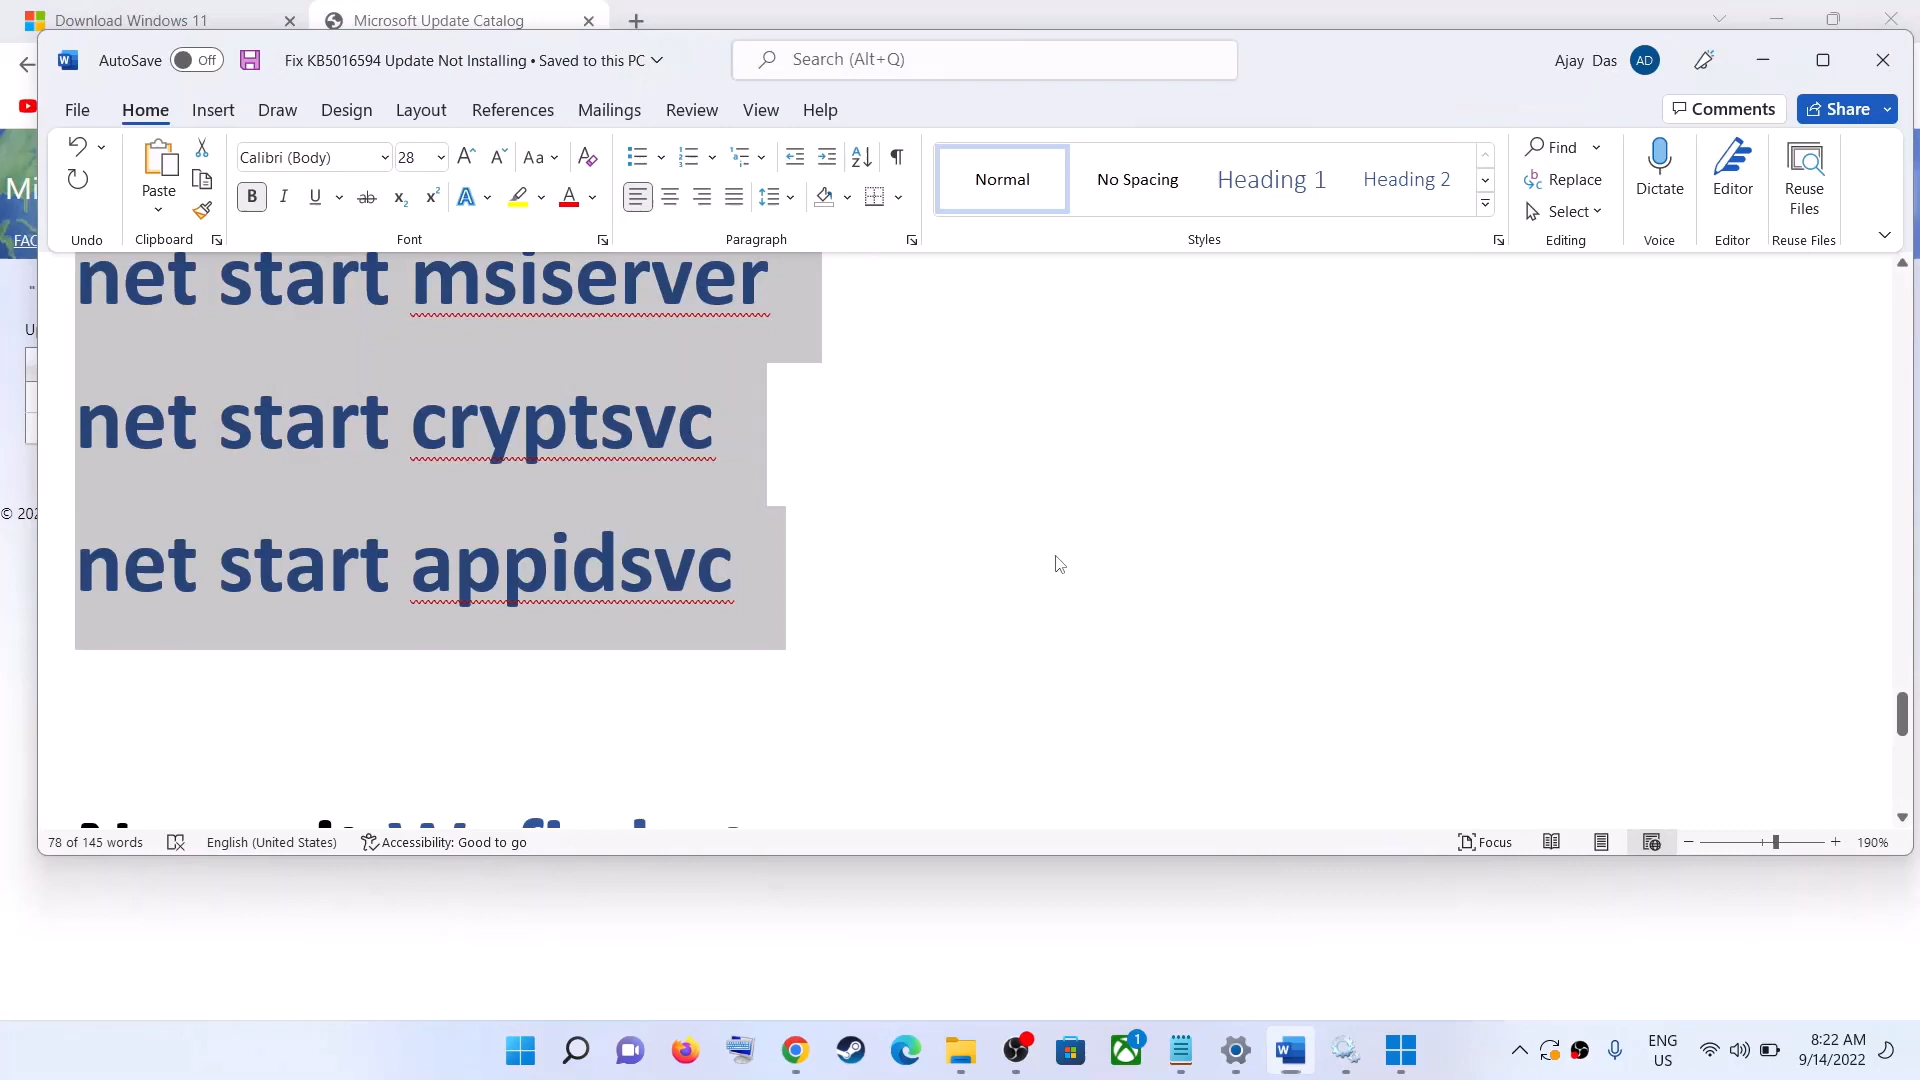 Download Windows 11
Microsoft Update Catalog
AutoSave Off Fix KB5016594 Update Not Installing • Saved to this PC
Search (Alt+Q)
Ajay Das AD
File Home Insert Draw Design Layout References Mailings Review View Help
Comments Share
Paste
Calibri (Body) 28
Normal
No Spacing
Heading 1
Heading 2
Find
Replace
Select
Dictate
Editor
Reuse
Files
Undo Clipboard Font Paragraph Styles Editing Voice Editor Reuse Files
FAQ
net start msiserver
net start cryptsvc
net start appidsvc
78 of 145 words English (United States) Accessibility: Good to go Focus 190%
ENG
US
8:22 AM
9/14/2022